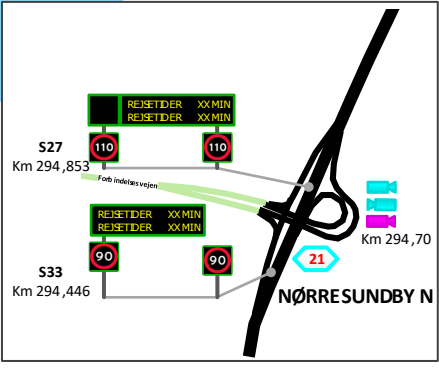 REJSETIDER XX MIN
REJSETIDER XX MIN
110
110
S27
Km 294,853
Forbindelsesvejen
REJSETIDER XX MIN
REJSETIDER XX MIN
90
90
S33
Km 294,446
Km 294,70
21
NØRRESUNDBY N